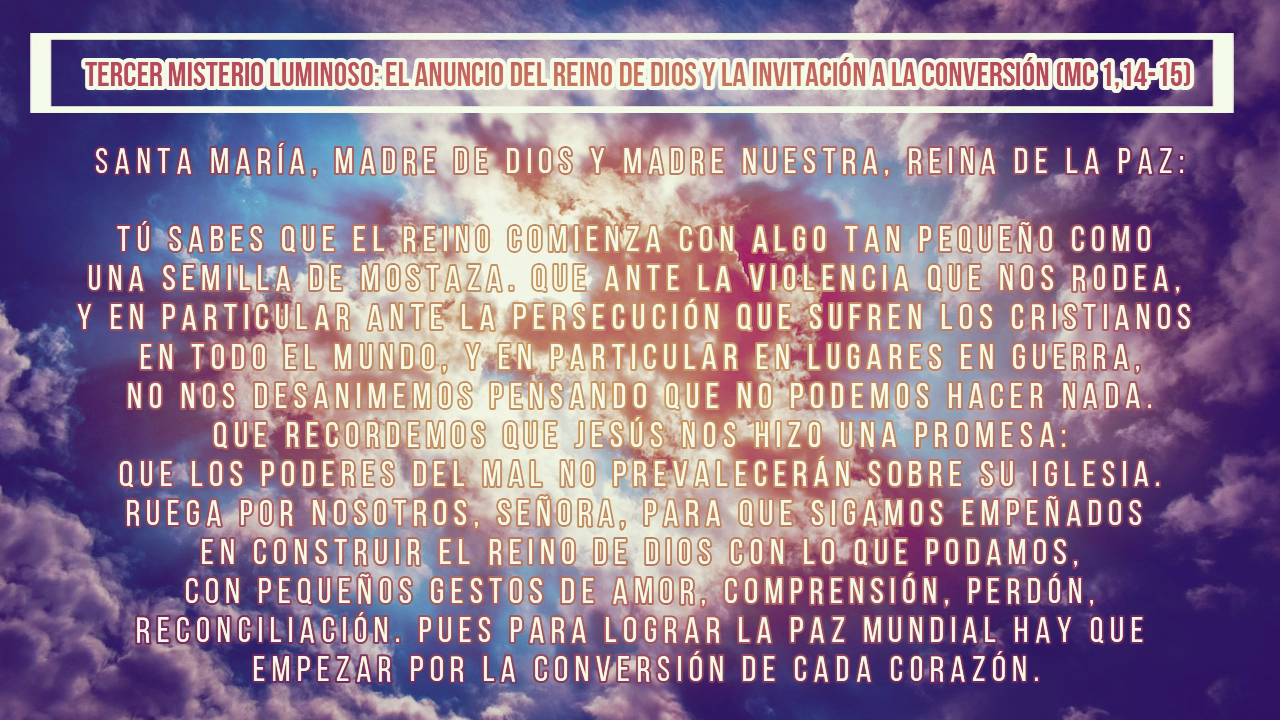 TERCER MISTERIO LUMINOSO: EL ANUNCIO DEL REINO DE DIOS Y LA INVITACIÓN A LA CONVERSIÓN (MC 1,14-15)
SANTA MARÍA, MADRE DE DIOS Y MADRE NUESTRA, REINA DE LA PAZ:
TÚ SABES QUE EL REINO COMIENZA CON ALGO TAN PEQUEÑO COMO
UNA SEMILLA DE MOSTAZA. QUE ANTE LA VIOLENCIA QUE NOS RODEA,
Y EN PARTICULAR ANTE LA PERSECUCIÓN QUE SUFREN LOS CRISTIANOS
EN TODO EL MUNDO, Y EN PARTICULAR EN LUGARES EN GUERRA,
NO NOS DESANIMEMOS PENSANDO QUE NO PODEMOS HACER NADA.
QUE RECORDEMOS QUE JESÚS NOS HIZO UNA PROMESA:
QUE LOS PODERES DEL MAL NO PREVALECERÁN SOBRE SU IGLESIA.
RUEGA POR NOSOTROS, SEÑORA, PARA QUE SIGAMOS EMPEÑADOS
EN CONSTRUIR EL REINO DE DIOS CON LO QUE PODAMOS,
CON PEQUEÑOS GESTOS DE AMOR, COMPRENSIÓN, PERDÓN,
RECONCILIACIÓN. PUES PARA LOGRAR LA PAZ MUNDIAL HAY QUE
EMPEZAR POR LA CONVERSIÓN DE CADA CORAZÓN.